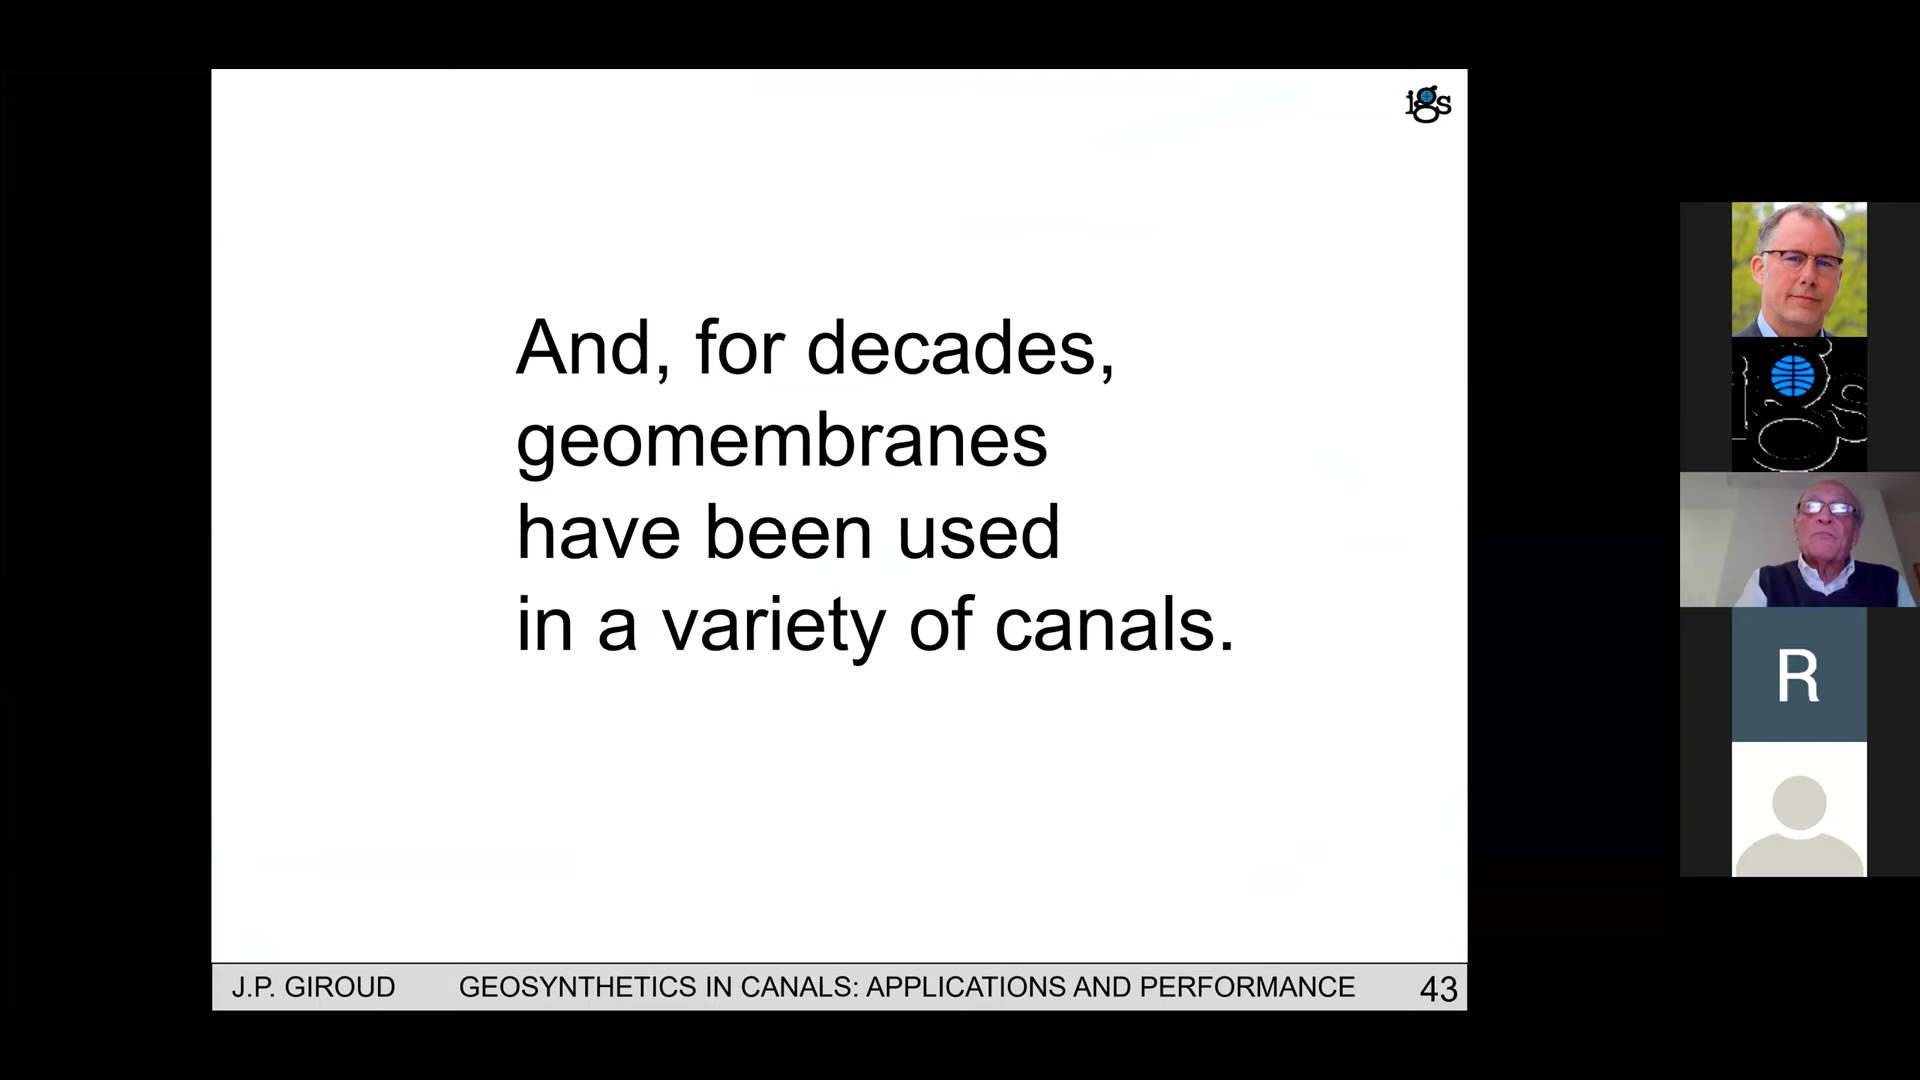 igs
And, for decades,
geomembranes
have been used
in a variety of canals.
J.P. GIROUD GEOSYNTHETICS IN CANALS: APPLICATIONS AND PERFORMANCE 43
igs
R